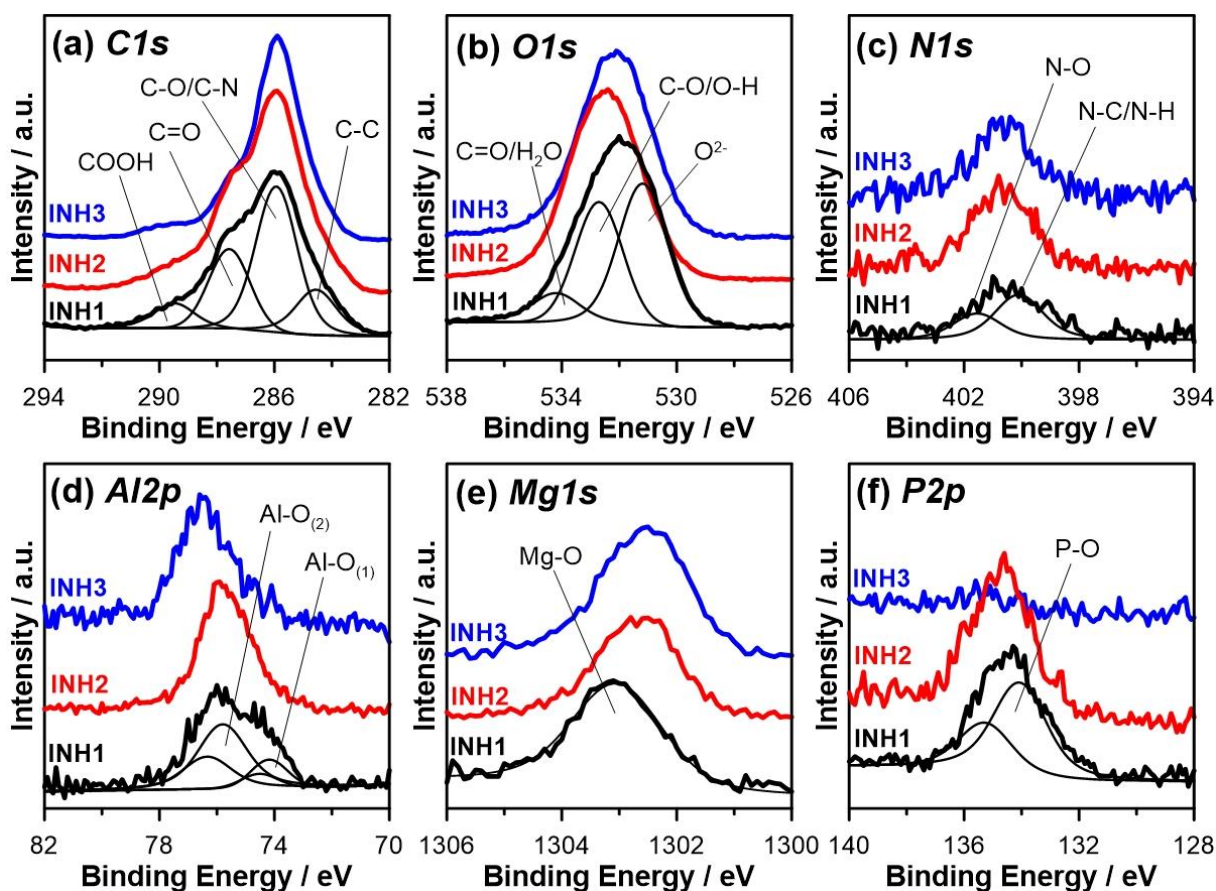 (a) C1s
C-O/C-N
C=O
COOH
C-C
INH3
INH2
INH1
Intensity / a.u.
294 290 286 282
Binding Energy / eV
(b) O1s
C-O/O-H
C=O/H₂O
O²⁻
INH3
INH2
INH1
Intensity / a.u.
538 534 530 526
Binding Energy / eV
(c) N1s
N-O
N-C/N-H
INH3
INH2
INH1
Intensity / a.u.
406 402 398 394
Binding Energy / eV
(d) Al2p
Al-O₍₂₎
Al-O₍₁₎
INH3
INH2
INH1
Intensity / a.u.
82 78 74 70
Binding Energy / eV
(e) Mg1s
Mg-O
INH3
INH2
INH1
Intensity / a.u.
1306 1304 1302 1300
Binding Energy / eV
(f) P2p
P-O
INH3
INH2
INH1
Intensity / a.u.
140 136 132 128
Binding Energy / eV